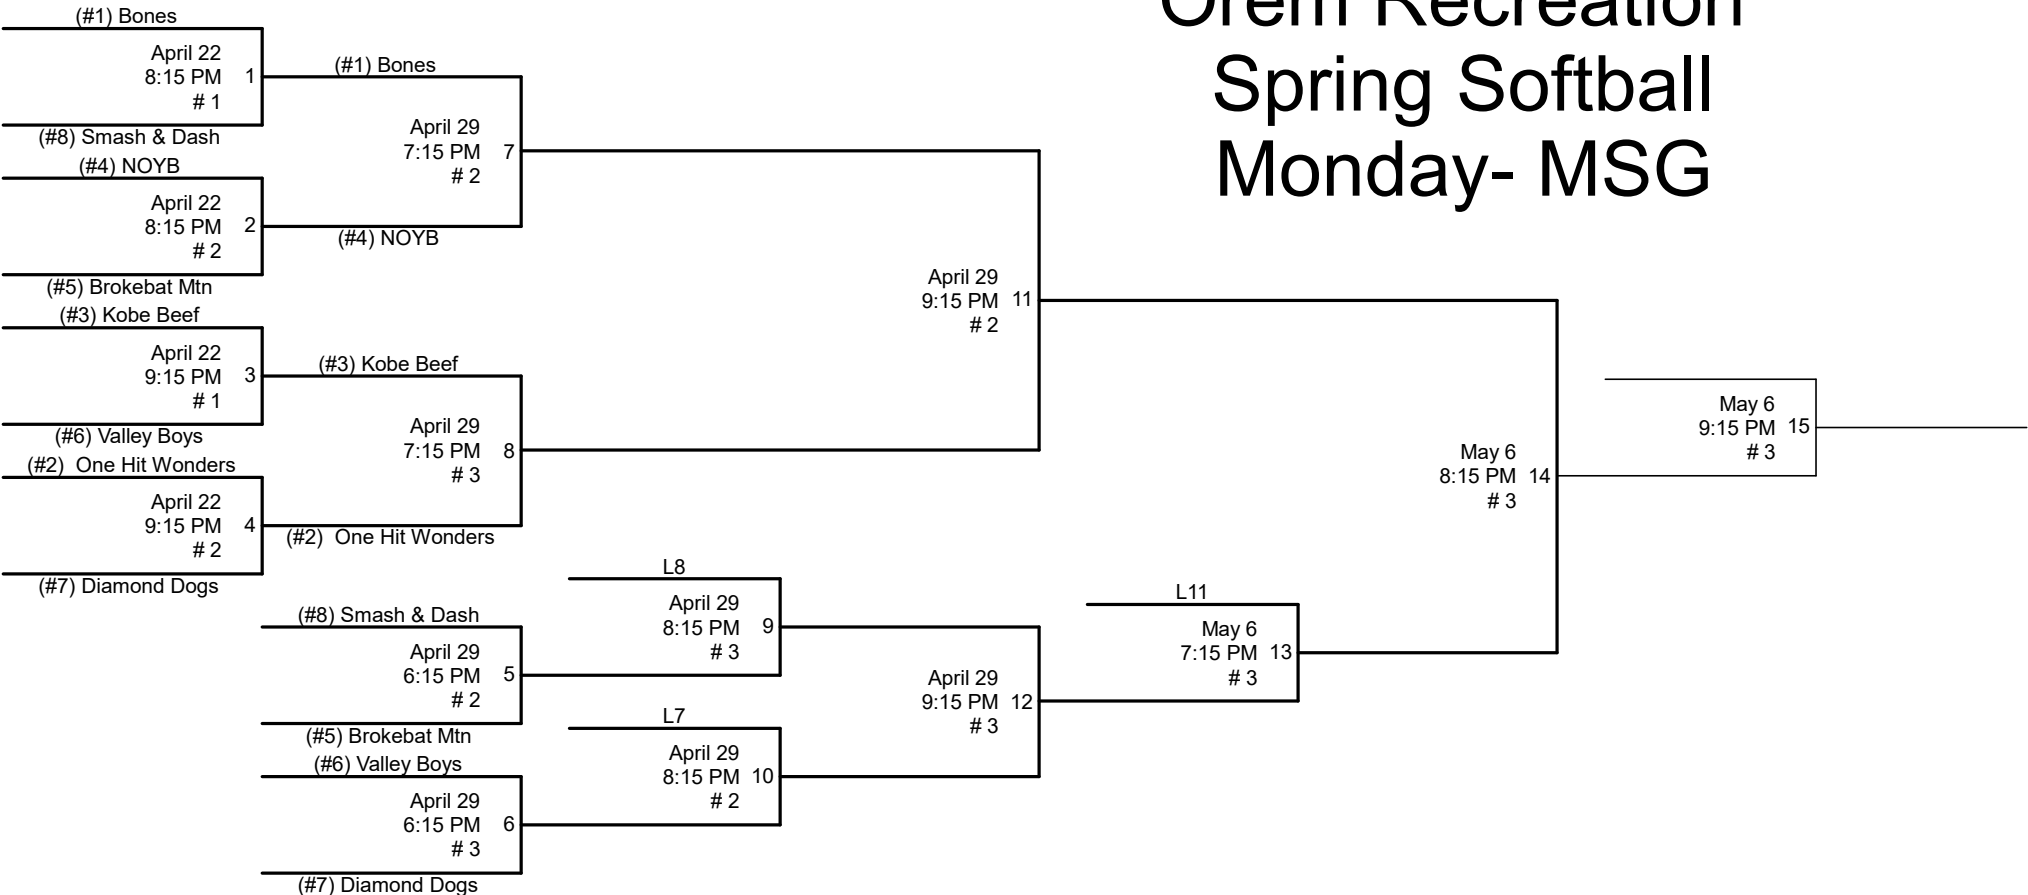 Orem Recreation
Spring Softball
Monday- MSG
(#1) Bones
April 22
8:15 PM 1
# 1
(#8) Smash & Dash
(#4) NOYB
April 22
8:15 PM 2
# 2
(#5) Brokebat Mtn
(#3) Kobe Beef
April 22
9:15 PM 3
# 1
(#6) Valley Boys
(#2)  One Hit Wonders
April 22
9:15 PM 4
# 2
(#7) Diamond Dogs
(#1) Bones
April 29
7:15 PM 7
# 2
(#4) NOYB
(#3) Kobe Beef
April 29
7:15 PM 8
# 3
(#2)  One Hit Wonders
(#8) Smash & Dash
April 29
6:15 PM 5
# 2
(#5) Brokebat Mtn
(#6) Valley Boys
April 29
6:15 PM 6
# 3
(#7) Diamond Dogs
L8
April 29
8:15 PM 9
# 3
L7
April 29
8:15 PM 10
# 2
April 29
9:15 PM 11
# 2
April 29
9:15 PM 12
# 3
L11
May 6
7:15 PM 13
# 3
May 6
8:15 PM 14
# 3
May 6
9:15 PM 15
# 3